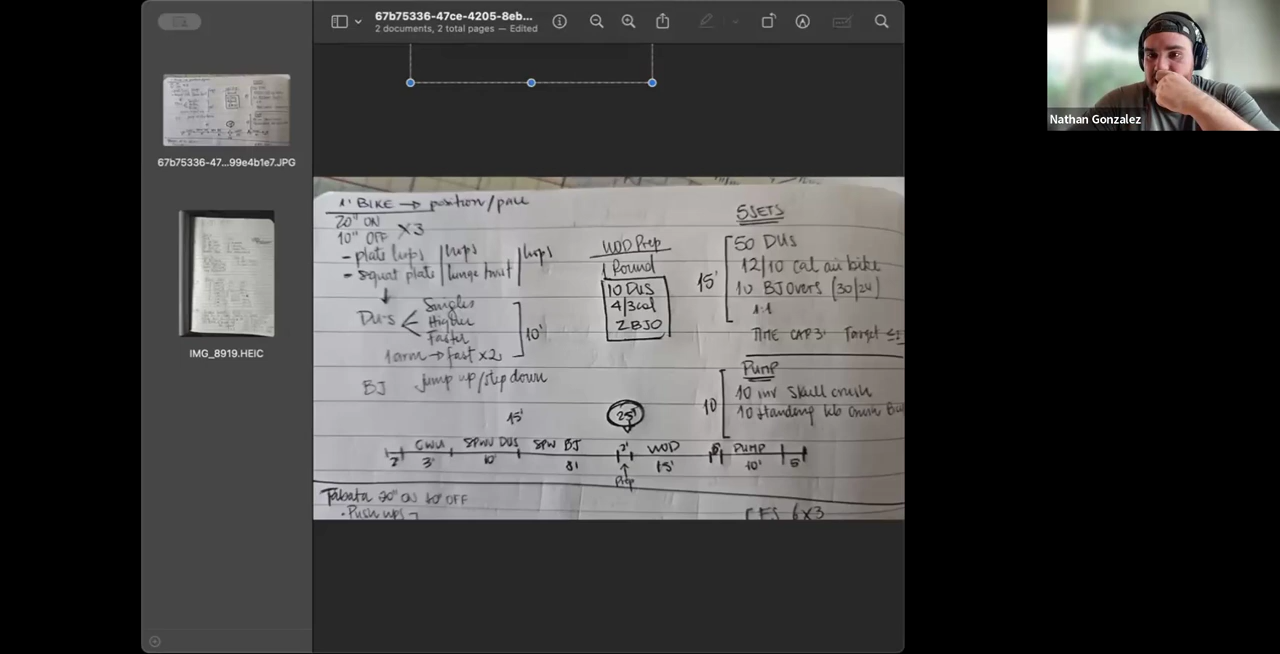 67b75336-47ce-4205-8eb...
2 documents, 2 total pages — Edited
67b75336-47...99e4b1e7.JPG
IMG_8919.HEIC
Nathan Gonzalez
1' BIKE → position/pace
20" ON
10" OFF X3
- plate hops | hops | hops
- squat plate | lunge twist |
DU's < Singles
Higher
Faster
1 arm → fast x2
10'
BJ jump up/step down
WOD Prep
1 Round
10 DUs
4/3 cal
2 BJO
5 SETS
15'
50 DUs
12/10 Cal air bike
10 BJ Overs (30/24)
1:1
TIME CAP 3' Target ≤
PUMP
10
10 inv Skull crush
10 Standing
15'
25'
CWU SPWU DUS SPW BJ 2' WOD PUMP
2' 3' 10' 8' 15' 10' 5'
Prep
Tabata 20" ON 10" OFF
· Push ups
6x3